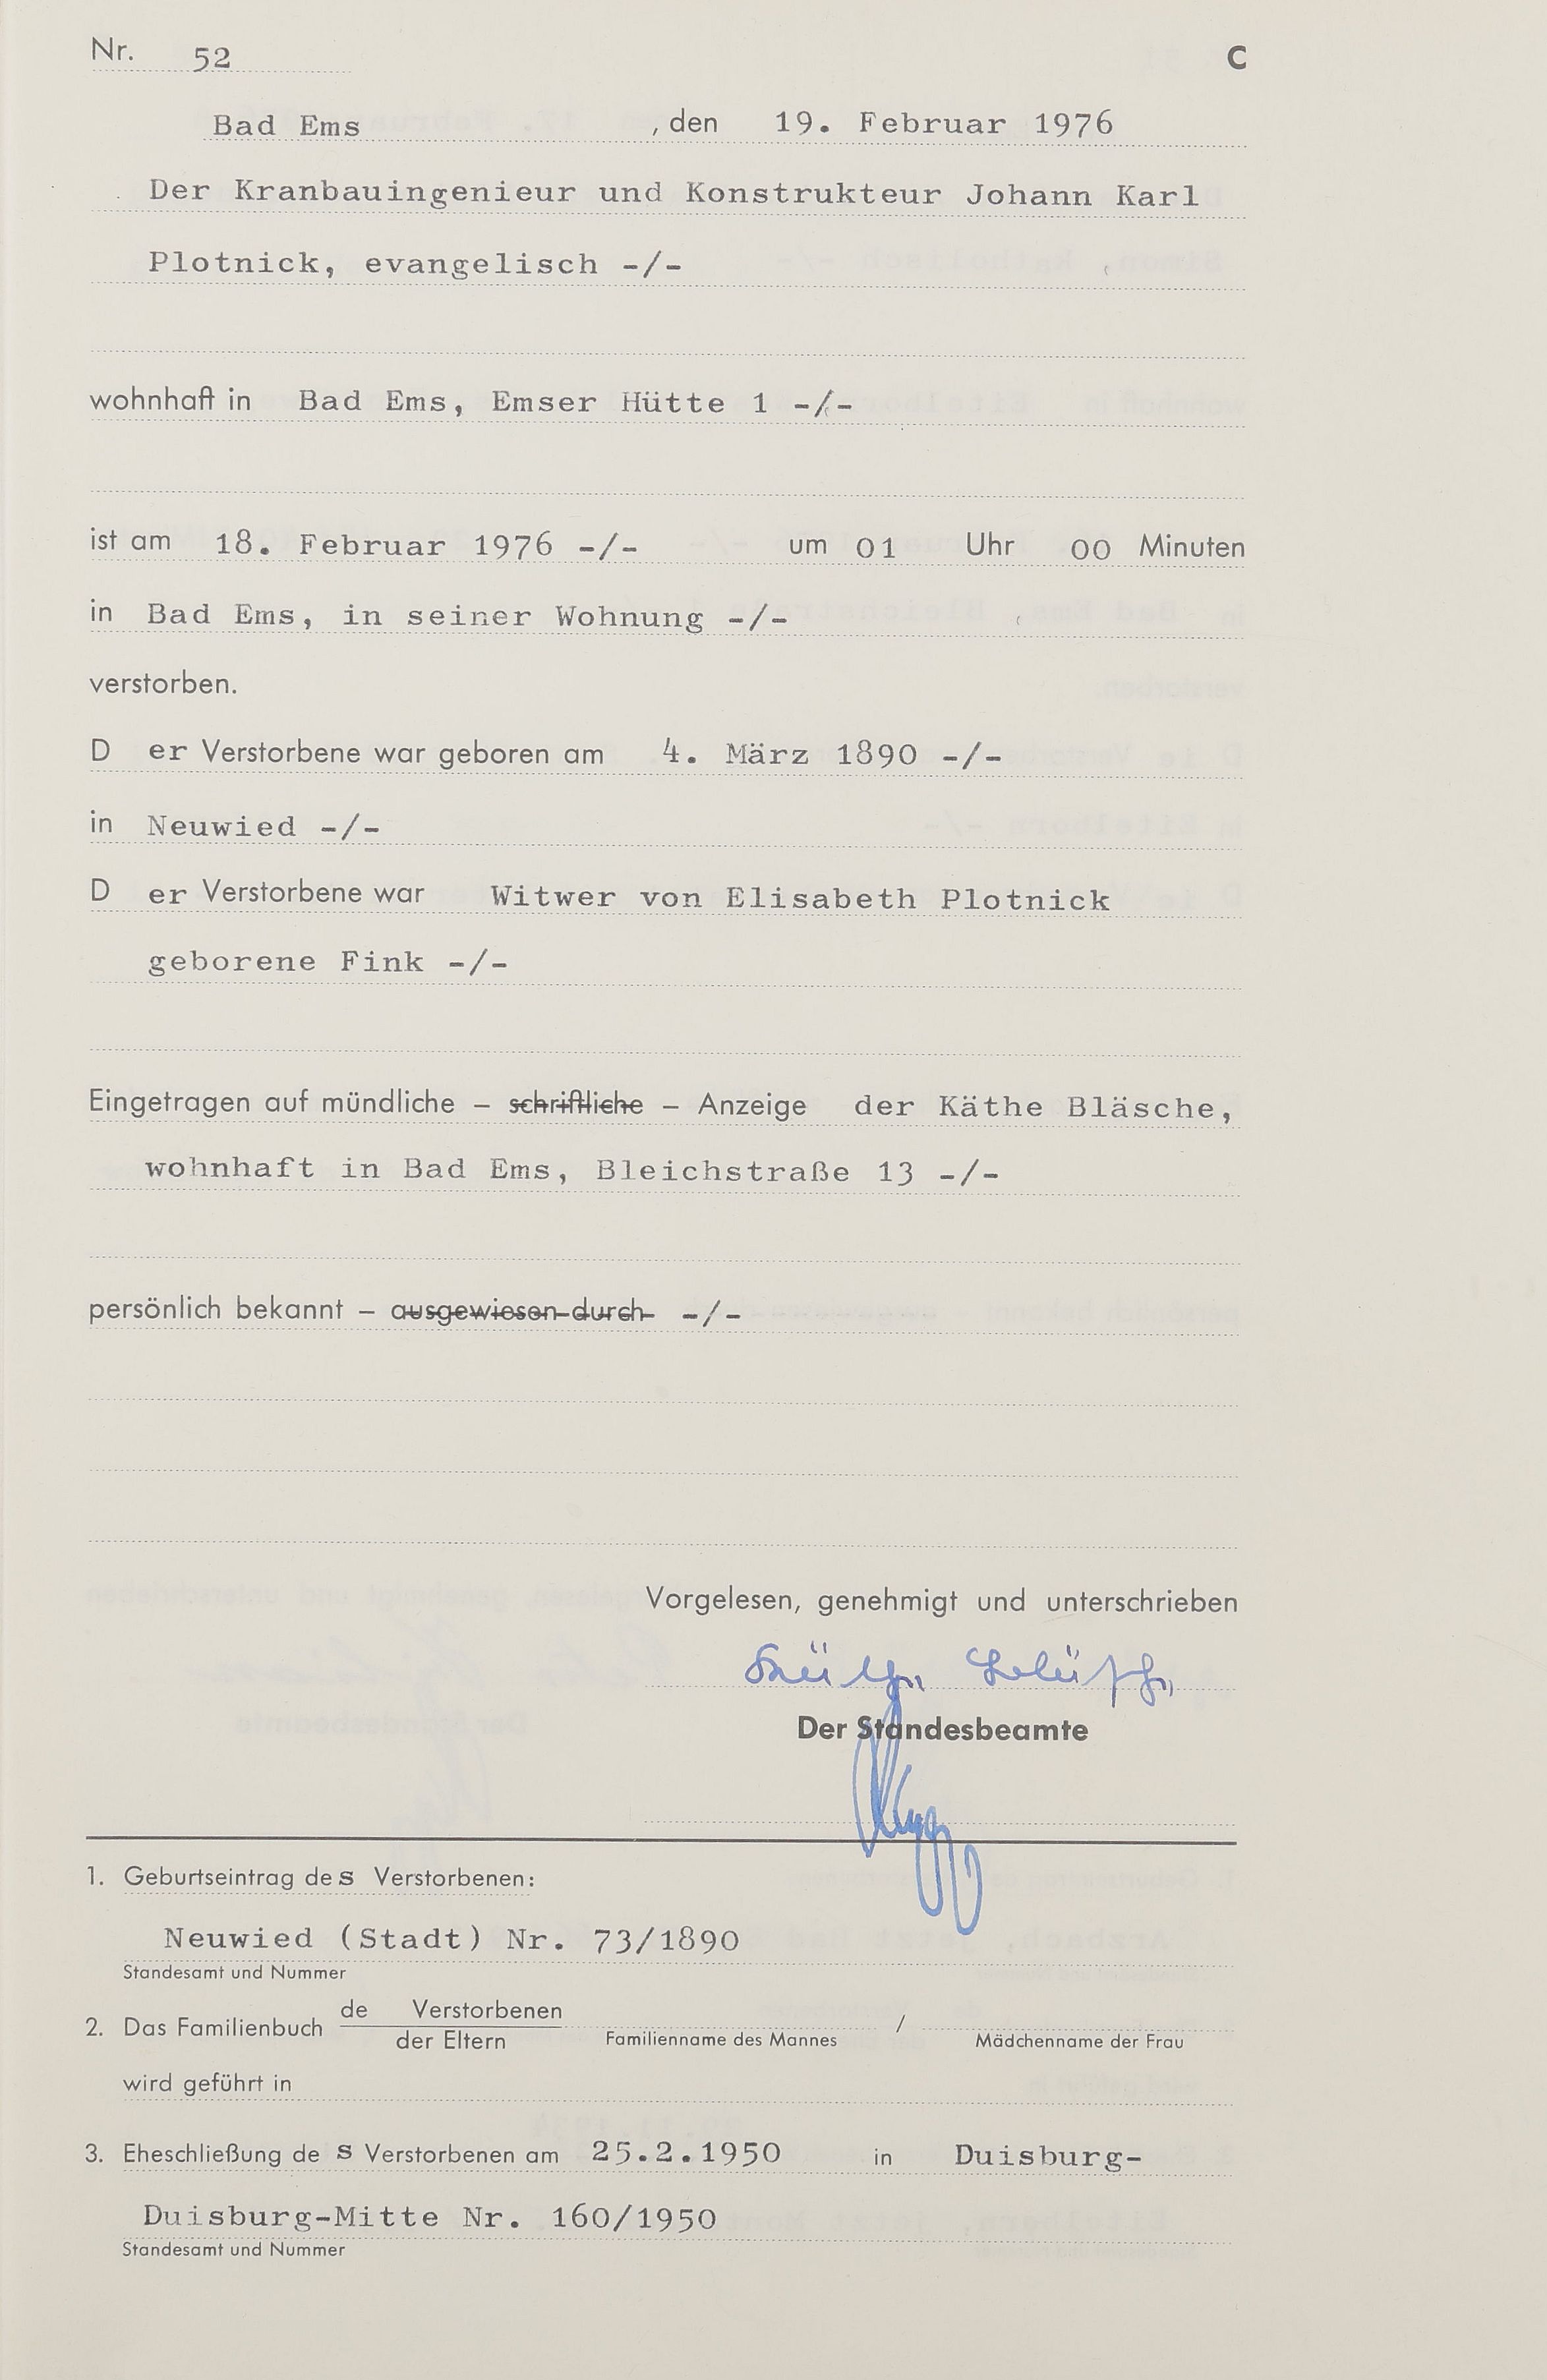 Nr. 52 C
Bad Ems , den 19. Februar 1976
Der Kranbauingenieur und Konstrukteur Johann Karl
Plotnick, evangelisch -/-
wohnhaft in Bad Ems, Emser Hütte 1 -/-
ist am 18. Februar 1976 -/- um 01 Uhr 00 Minuten
in Bad Ems, in seiner Wohnung -/-
verstorben.
D er Verstorbene war geboren am 4. März 1890 -/-
in Neuwied -/-
D er Verstorbene war Witwer von Elisabeth Plotnick
geborene Fink -/-
Eingetragen auf mündliche – schriftliche – Anzeige der Käthe Bläsche,
wohnhaft in Bad Ems, Bleichstraße 13 -/-
persönlich bekannt – ausgewiesen durch -/-
Vorgelesen, genehmigt und unterschrieben
Käthe Bläsche
Der Standesbeamte
1. Geburtseintrag des Verstorbenen:
Neuwied (Stadt) Nr. 73/1890
Standesamt und Nummer
2. Das Familienbuch de Verstorbenen /
der Eltern Familienname des Mannes Mädchenname der Frau
wird geführt in
3. Eheschließung de s Verstorbenen am 25.2.1950 in Duisburg-
Duisburg-Mitte Nr. 160/1950
Standesamt und Nummer